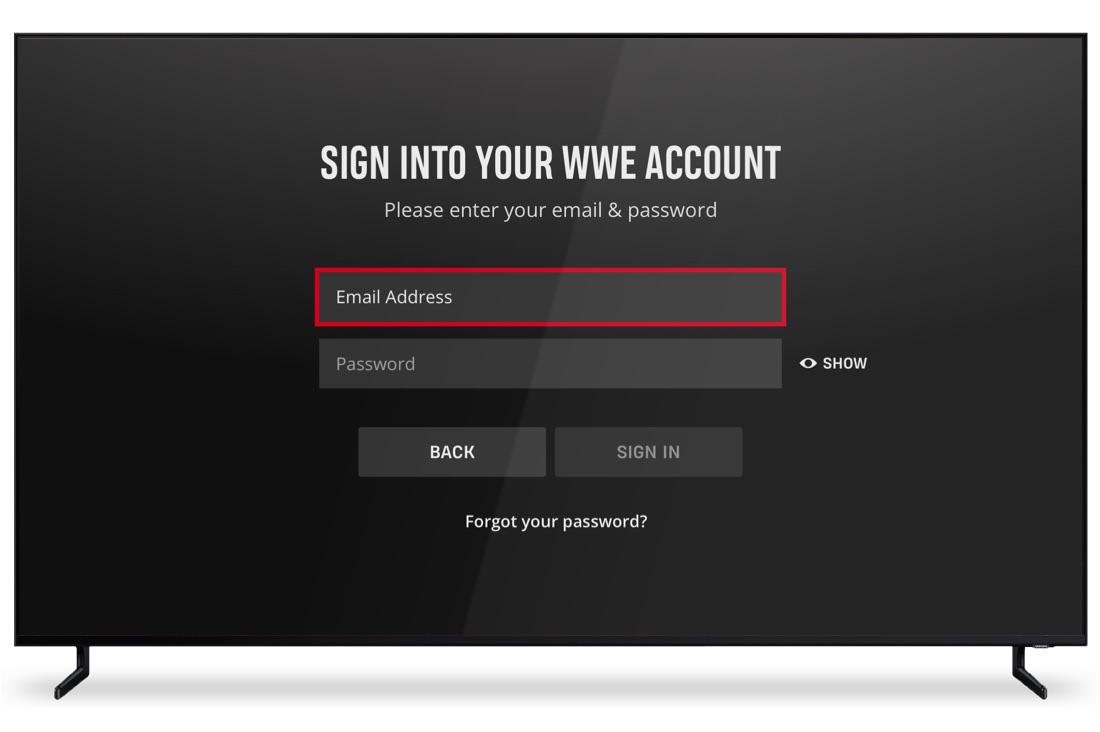 SIGN INTO YOUR WWE ACCOUNT
Please enter your email & password
Email Address
Password
SHOW
BACK
SIGN IN
Forgot your password?